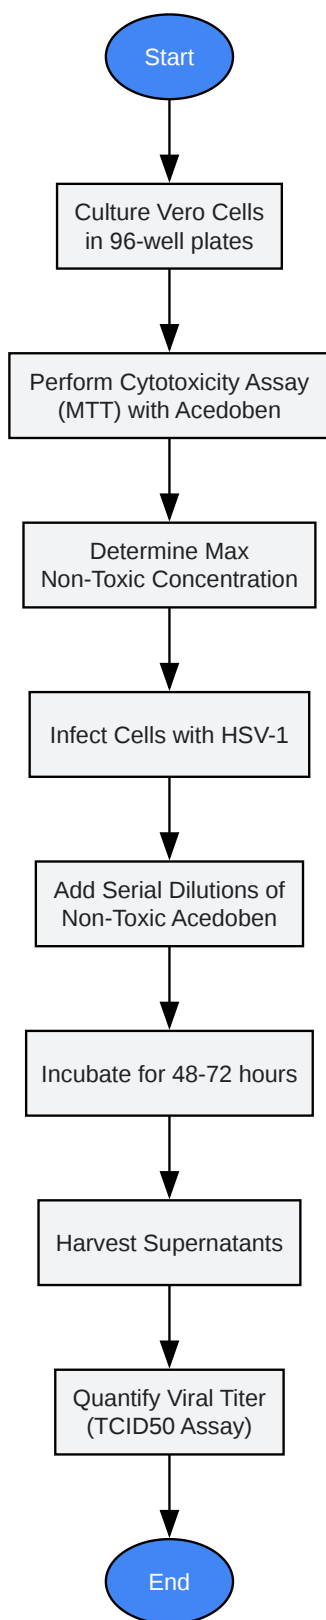 Start
Culture Vero Cells
in 96-well plates
Perform Cytotoxicity Assay
(MTT) with Acedoben
Determine Max
Non-Toxic Concentration
Infect Cells with HSV-1
Add Serial Dilutions of
Non-Toxic Acedoben
Incubate for 48-72 hours
Harvest Supernatants
Quantify Viral Titer
(TCID50 Assay)
End